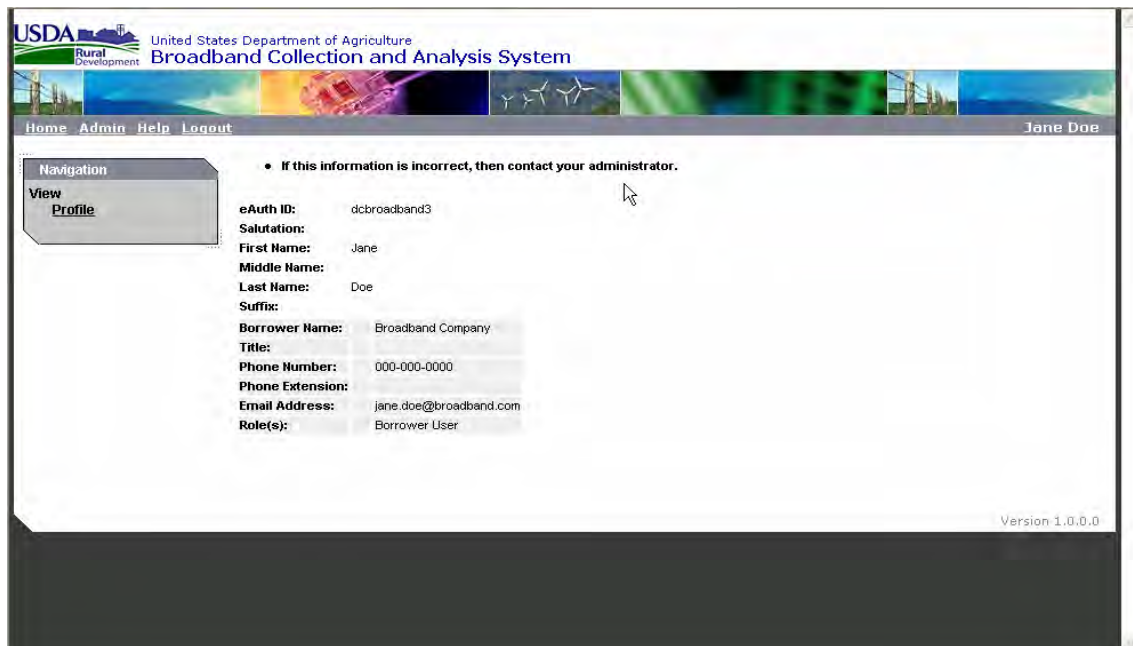 USDA
Rural
Development
United States Department of Agriculture
Broadband Collection and Analysis System
Home Admin Help Logout
Jane Doe
Navigation
View
Profile
• If this information is incorrect, then contact your administrator.
eAuth ID: dcbroadband3
Salutation:
First Name: Jane
Middle Name:
Last Name: Doe
Suffix:
Borrower Name: Broadband Company
Title:
Phone Number: 000-000-0000
Phone Extension:
Email Address: jane.doe@broadband.com
Role(s): Borrower User
Version 1.0.0.0